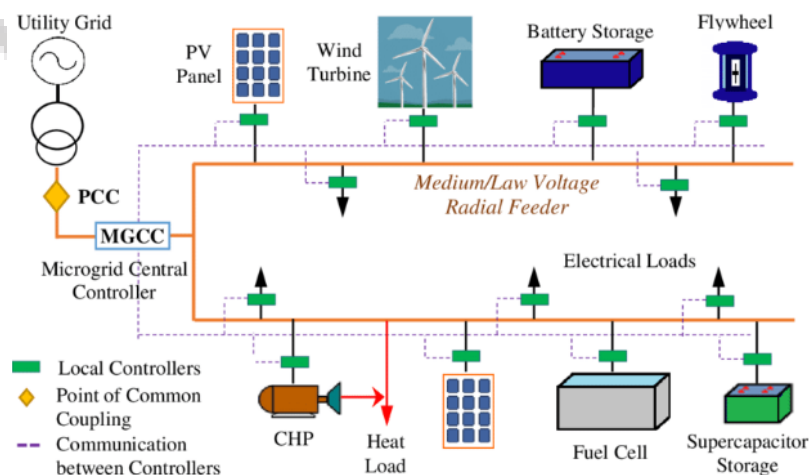 Utility Grid
PV
Panel
Wind
Turbine
Battery Storage
Flywheel
PCC
Medium/Law Voltage
Radial Feeder
MGCC
Microgrid Central
Controller
Electrical Loads
Local Controllers
Point of Common
Coupling
Communication
between Controllers
CHP
Heat
Load
Fuel Cell
Supercapacitor
Storage